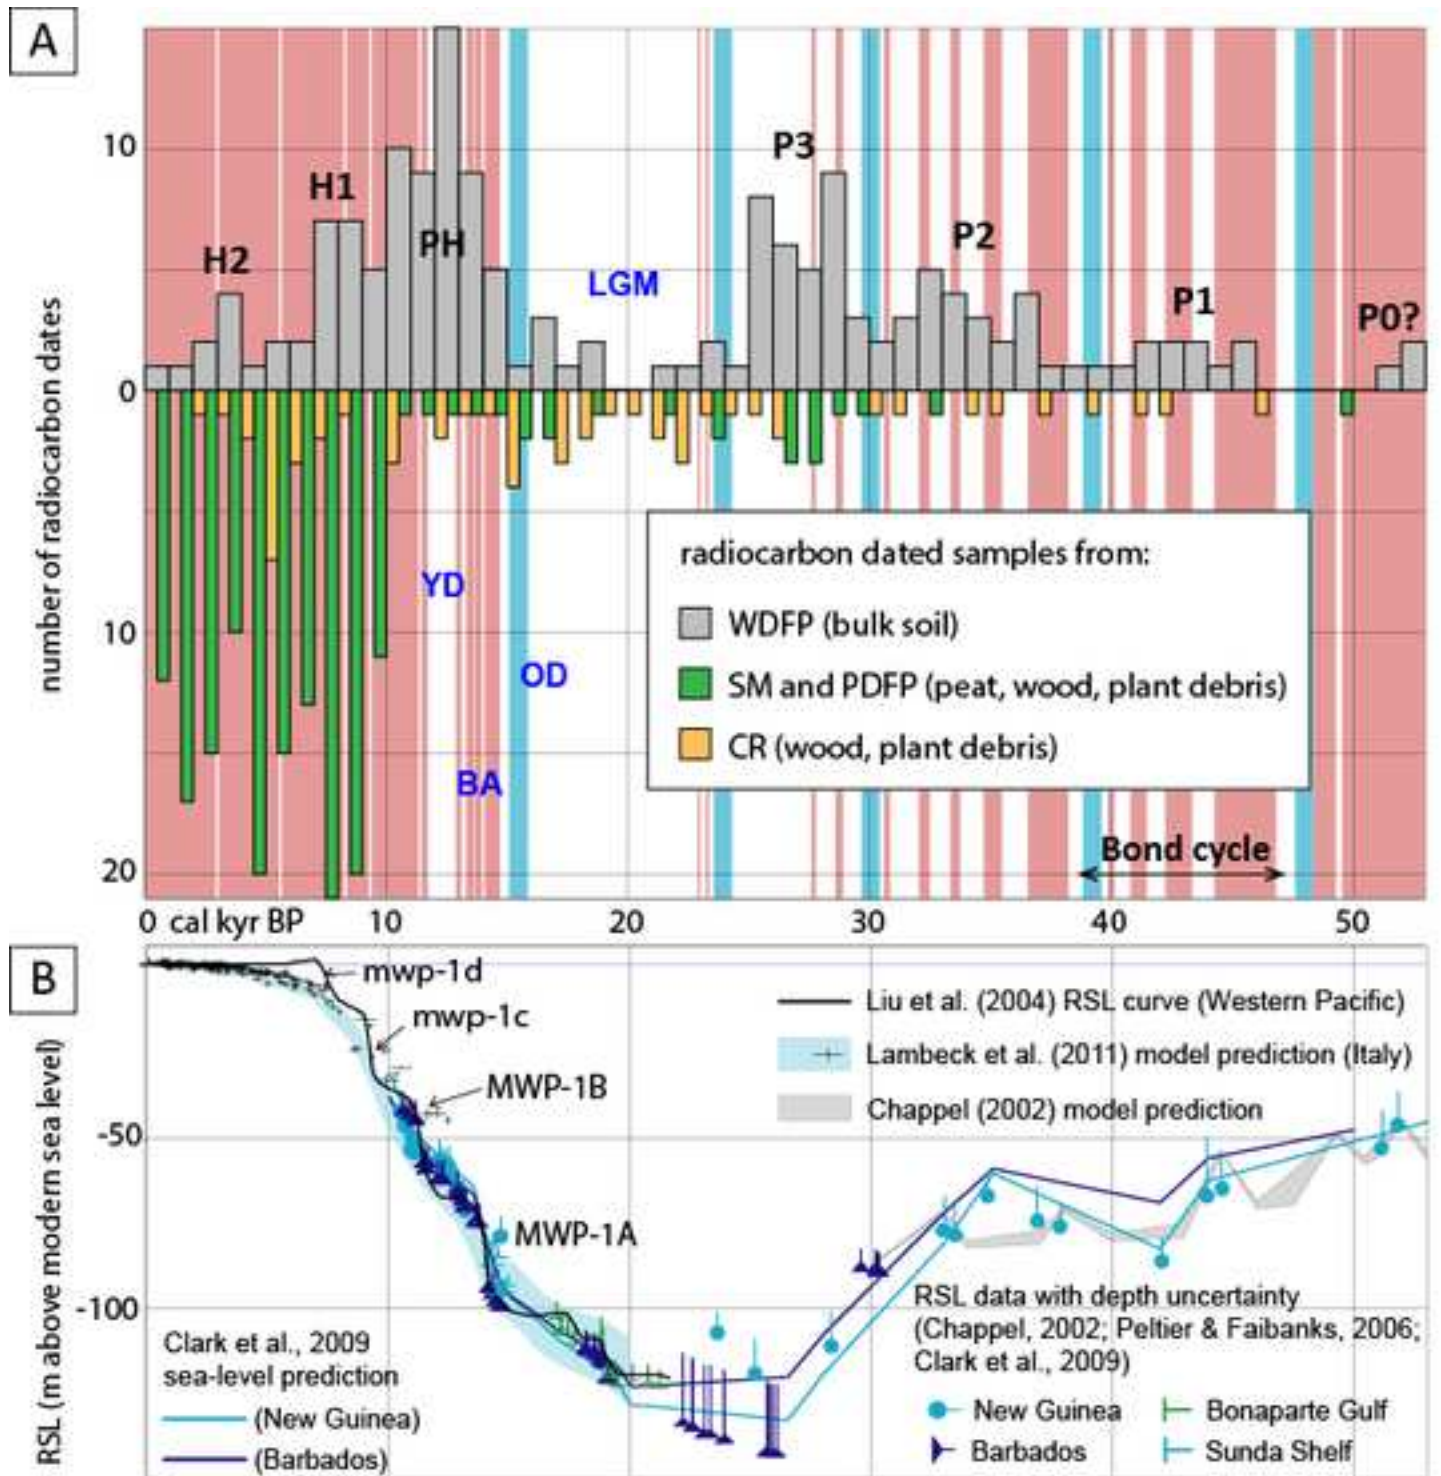 A
10
0
10
20
number of radiocarbon dates
H2
H1
PH
LGM
P3
P2
P1
P0?
YD
OD
BA
radiocarbon dated samples from:
WDFP (bulk soil)
SM and PDFP (peat, wood, plant debris)
CR (wood, plant debris)
Bond cycle
0 cal kyr BP 10 20 30 40 50
B
RSL (m above modern sea level)
-50
-100
mwp-1d
mwp-1c
MWP-1B
MWP-1A
Liu et al. (2004) RSL curve (Western Pacific)
Lambeck et al. (2011) model prediction (Italy)
Chappel (2002) model prediction
Clark et al., 2009
sea-level prediction
(New Guinea)
(Barbados)
RSL data with depth uncertainty
(Chappel, 2002; Peltier & Faibanks, 2006;
Clark et al., 2009)
New Guinea
Bonaparte Gulf
Barbados
Sunda Shelf